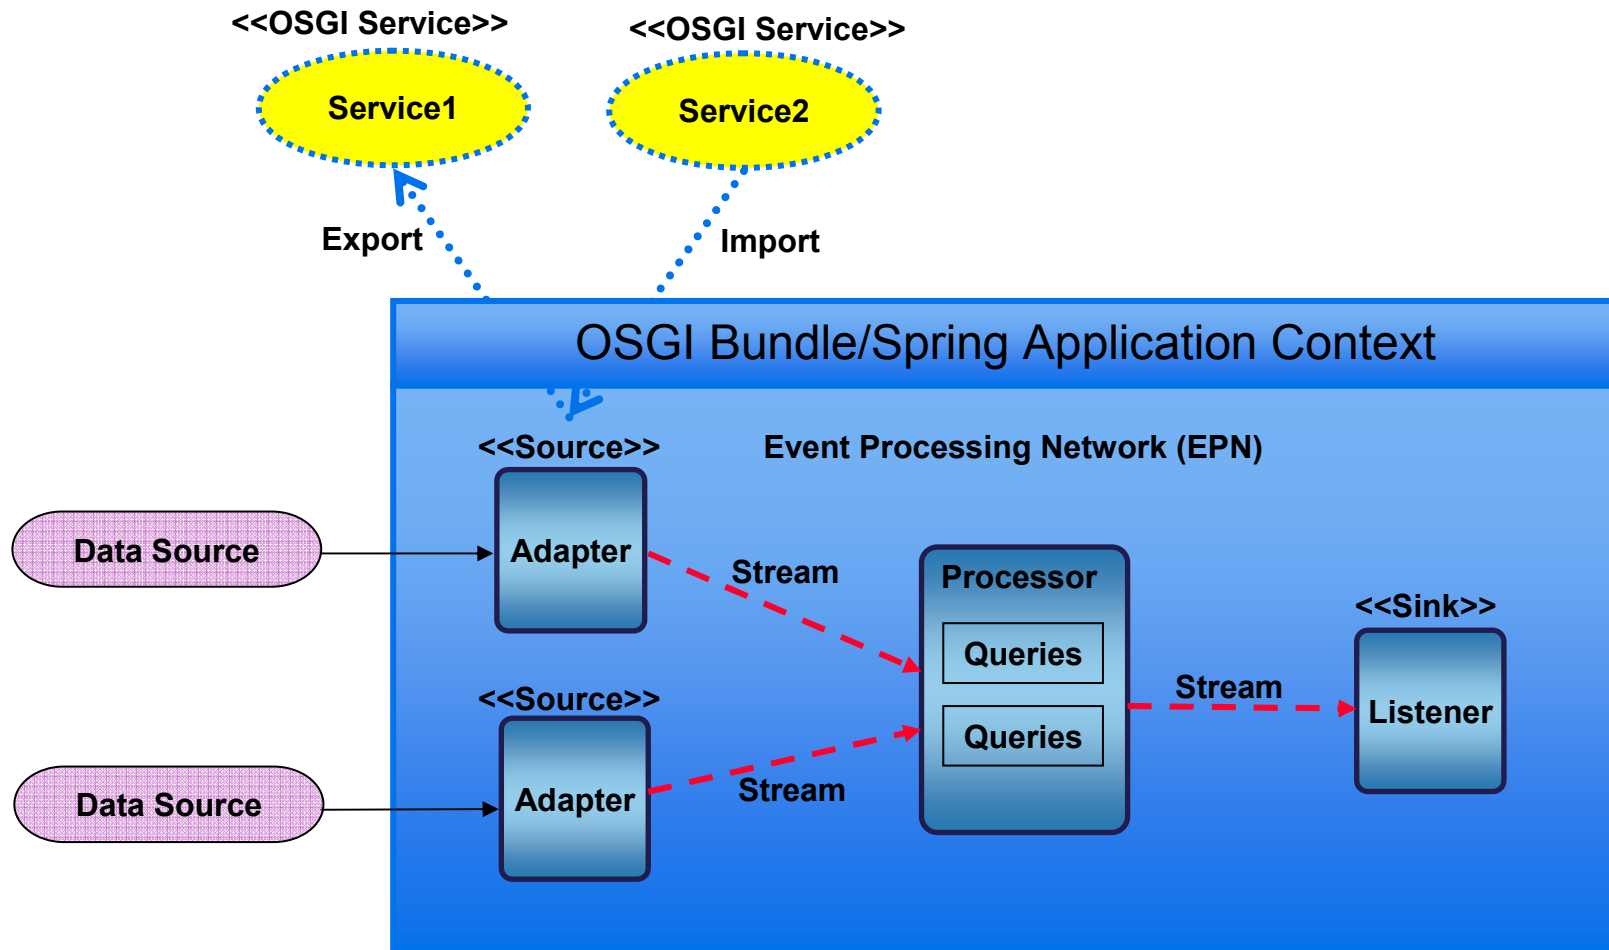 <<OSGI Service>>
<<OSGI Service>>
Service1
Service2
Export
Import
OSGI Bundle/Spring Application Context
<<Source>>
Event Processing Network (EPN)
Data Source
Adapter
Stream
Processor
Queries
Queries
<<Sink>>
Stream
Listener
<<Source>>
Data Source
Adapter
Stream